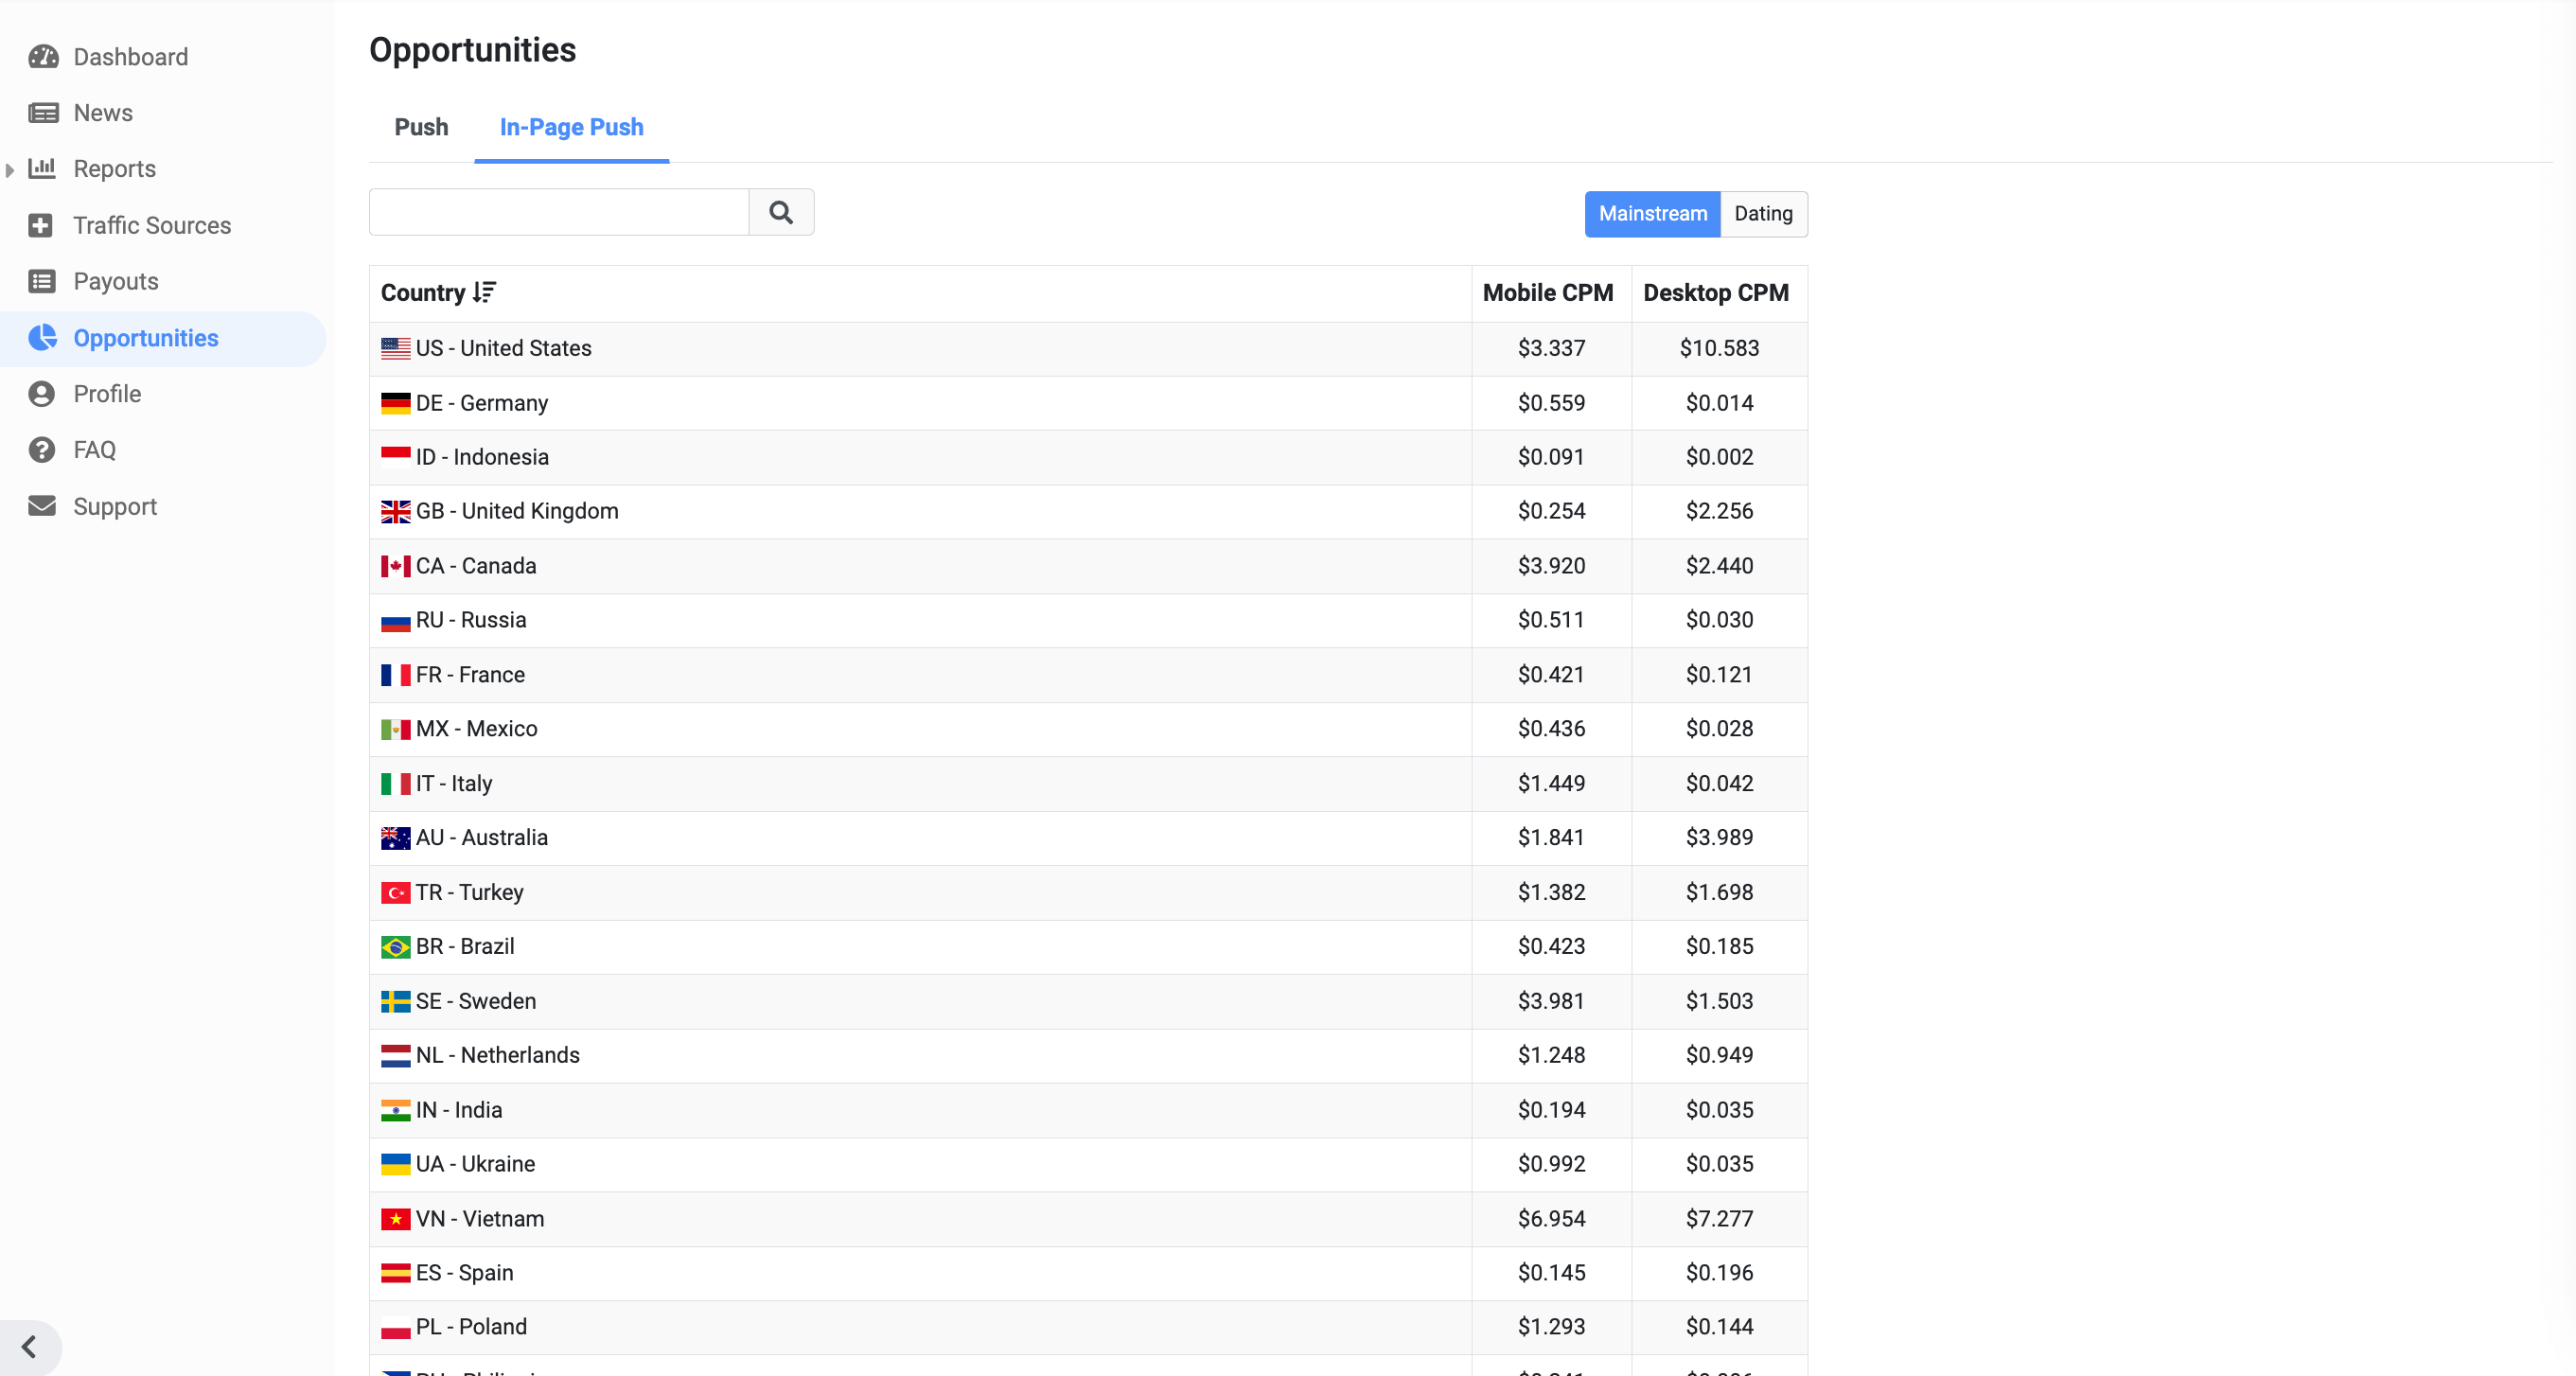 Dashboard
News
Reports
Traffic Sources
Payouts
Opportunities
Profile
FAQ
Support
Opportunities
Push In-Page Push
Mainstream Dating
Country Mobile CPM Desktop CPM
US - United States $3.337 $10.583
DE - Germany $0.559 $0.014
ID - Indonesia $0.091 $0.002
GB - United Kingdom $0.254 $2.256
CA - Canada $3.920 $2.440
RU - Russia $0.511 $0.030
FR - France $0.421 $0.121
MX - Mexico $0.436 $0.028
IT - Italy $1.449 $0.042
AU - Australia $1.841 $3.989
TR - Turkey $1.382 $1.698
BR - Brazil $0.423 $0.185
SE - Sweden $3.981 $1.503
NL - Netherlands $1.248 $0.949
IN - India $0.194 $0.035
UA - Ukraine $0.992 $0.035
VN - Vietnam $6.954 $7.277
ES - Spain $0.145 $0.196
PL - Poland $1.293 $0.144